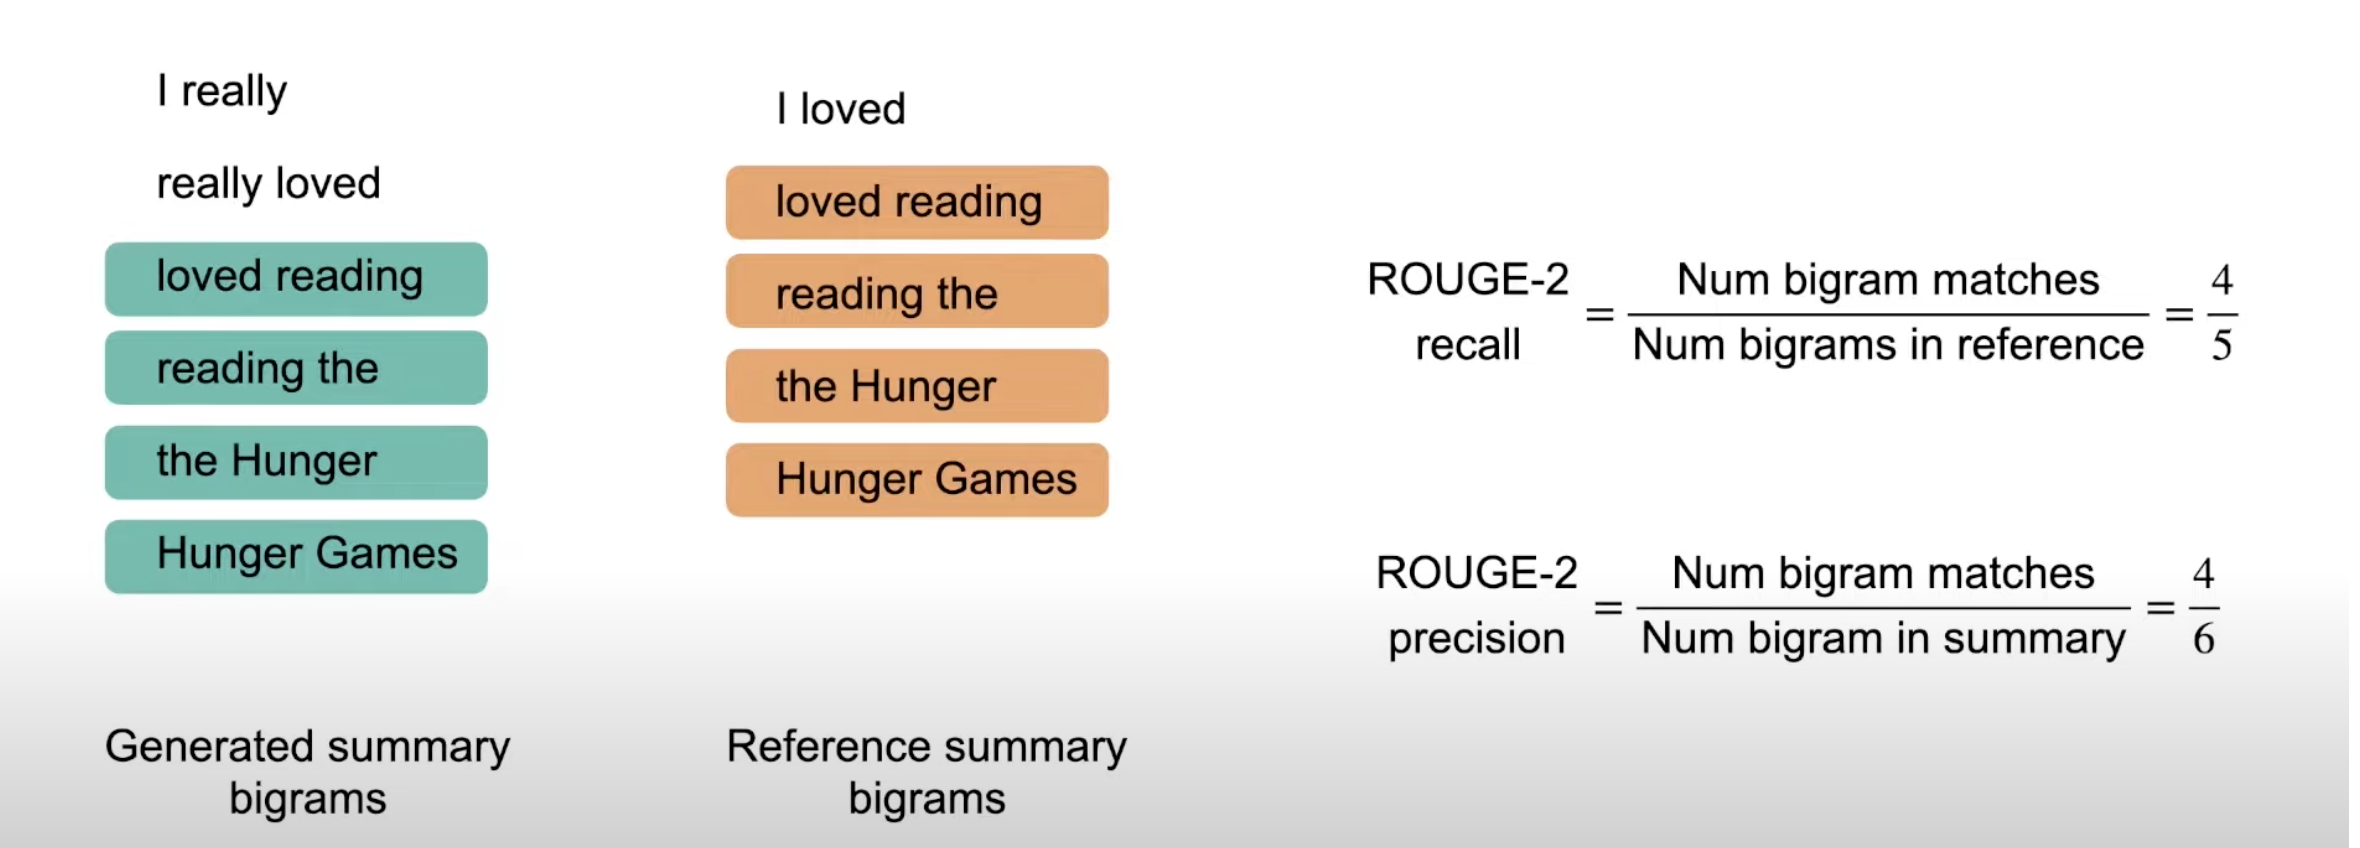 I really
really loved
loved reading
reading the
the Hunger
Hunger Games
Generated summary
bigrams
I loved
loved reading
reading the
the Hunger
Hunger Games
Reference summary
bigrams
ROUGE-2
recall
=
Num bigram matches
Num bigrams in reference
=
4
5
ROUGE-2
precision
=
Num bigram matches
Num bigram in summary
=
4
6